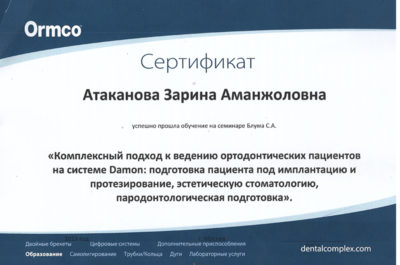 Ormco
Сертификат
Атаканова Зарина Аманжоловна
успешно прошла обучение на семинаре Блума С.А.
«Комплексный подход к ведению ортодонтических пациентов
на системе Damon: подготовка пациента под имплантацию и
протезирование, эстетическую стоматологию,
пародонтологическая подготовка».
Двойные брекеты Цифровые системы Дополнительные приспособления
Образование Самолигирование Трубки/Кольца Дуги Лабораторные услуги
dentalcomplex.com